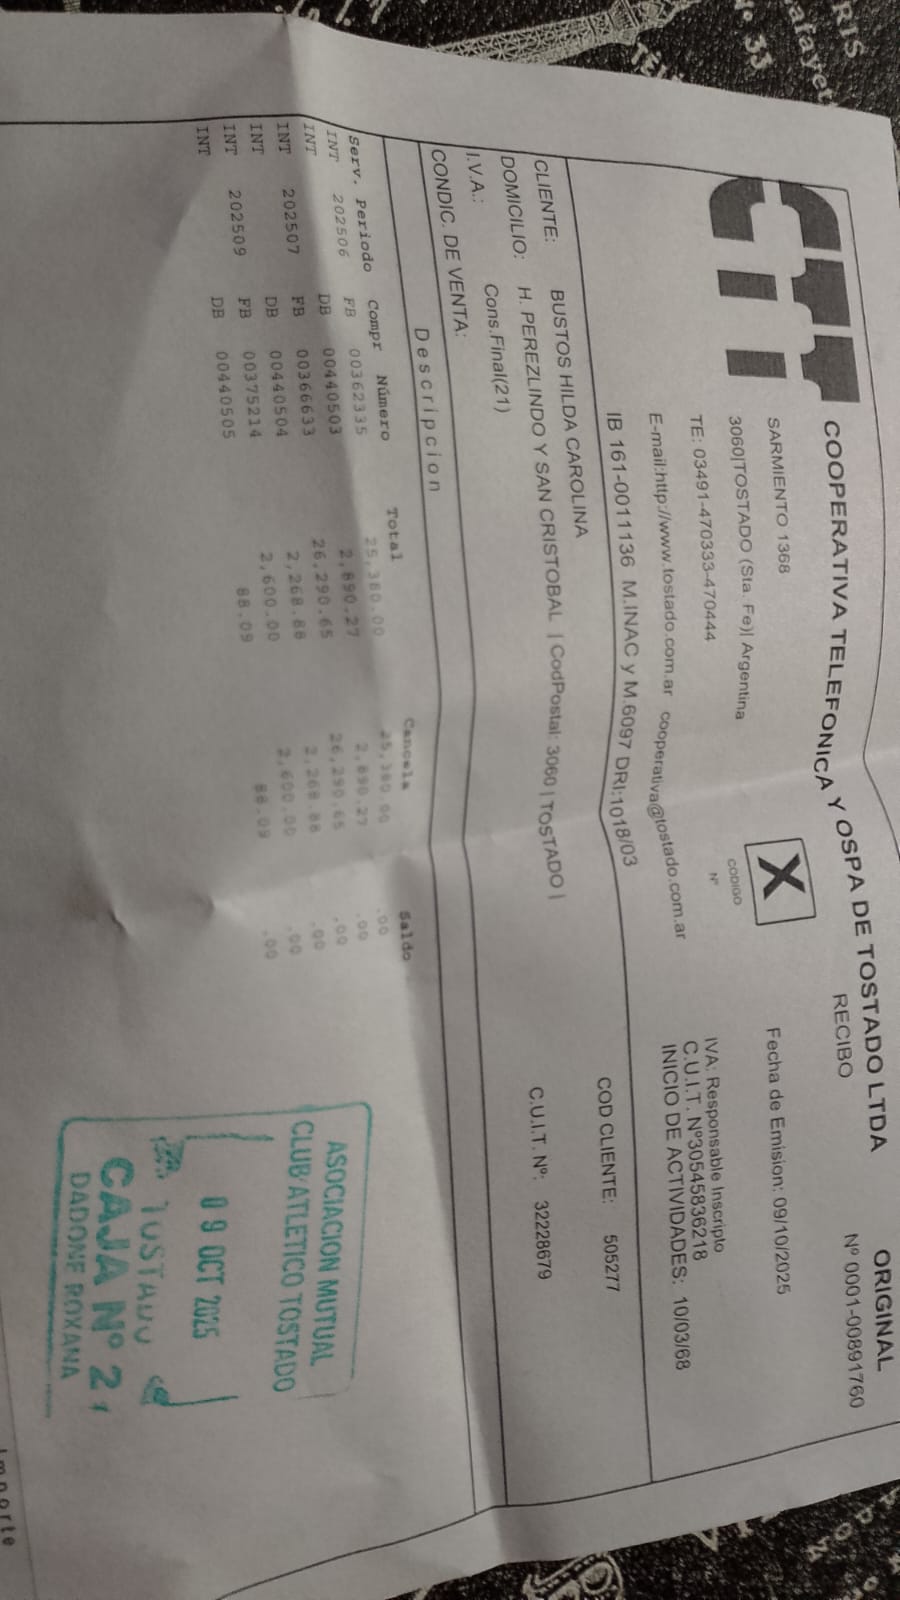 COOPERATIVA TELEFONICA Y OSPA DE TOSTADO LTDA
ORIGINAL
RECIBO
Nº 0001-00891760
SARMIENTO 1368
3060|TOSTADO (Sta. Fe)| Argentina
TE: 03491-470333-470444
E-mail:http://www.tostado.com.ar cooperativa@tostado.com.ar
IB 161-0011136 M.INAC y M.6097 DRI:1018/03
X
CODIGO
Nº
Fecha de Emision: 09/10/2025
IVA: Responsable Inscripto
C.U.I.T. Nº30545836218
INICIO DE ACTIVIDADES: 10/03/68
CLIENTE: BUSTOS HILDA CAROLINA
COD CLIENTE: 505277
DOMICILIO: H. PEREZLINDO Y SAN CRISTOBAL | CodPostal: 3060 | TOSTADO |
I.V.A.: Cons.Final(21)
C.U.I.T. Nº: 32228679
CONDIC. DE VENTA:
Descripcion
Serv. Periodo Compr Número Total Cancela Saldo
INT 202506 FB 00362335 25,380.00 25,380.00 .00
INT DB 00440503 2,890.27 2,890.27 .00
INT 202507 FB 00366633 26,290.65 26,290.65 .00
INT DB 00440504 2,268.88 2,268.88 .00
INT 202509 FB 00375214 2,600.00 2,600.00 .00
INT DB 00440505 88.09 88.09 .00
ASOCIACION MUTUAL
CLUB ATLETICO TOSTADO
09 OCT 2025
TOSTADO
CAJA Nº 2
DADONE ROXANA
Importe
RIS
Nº 33